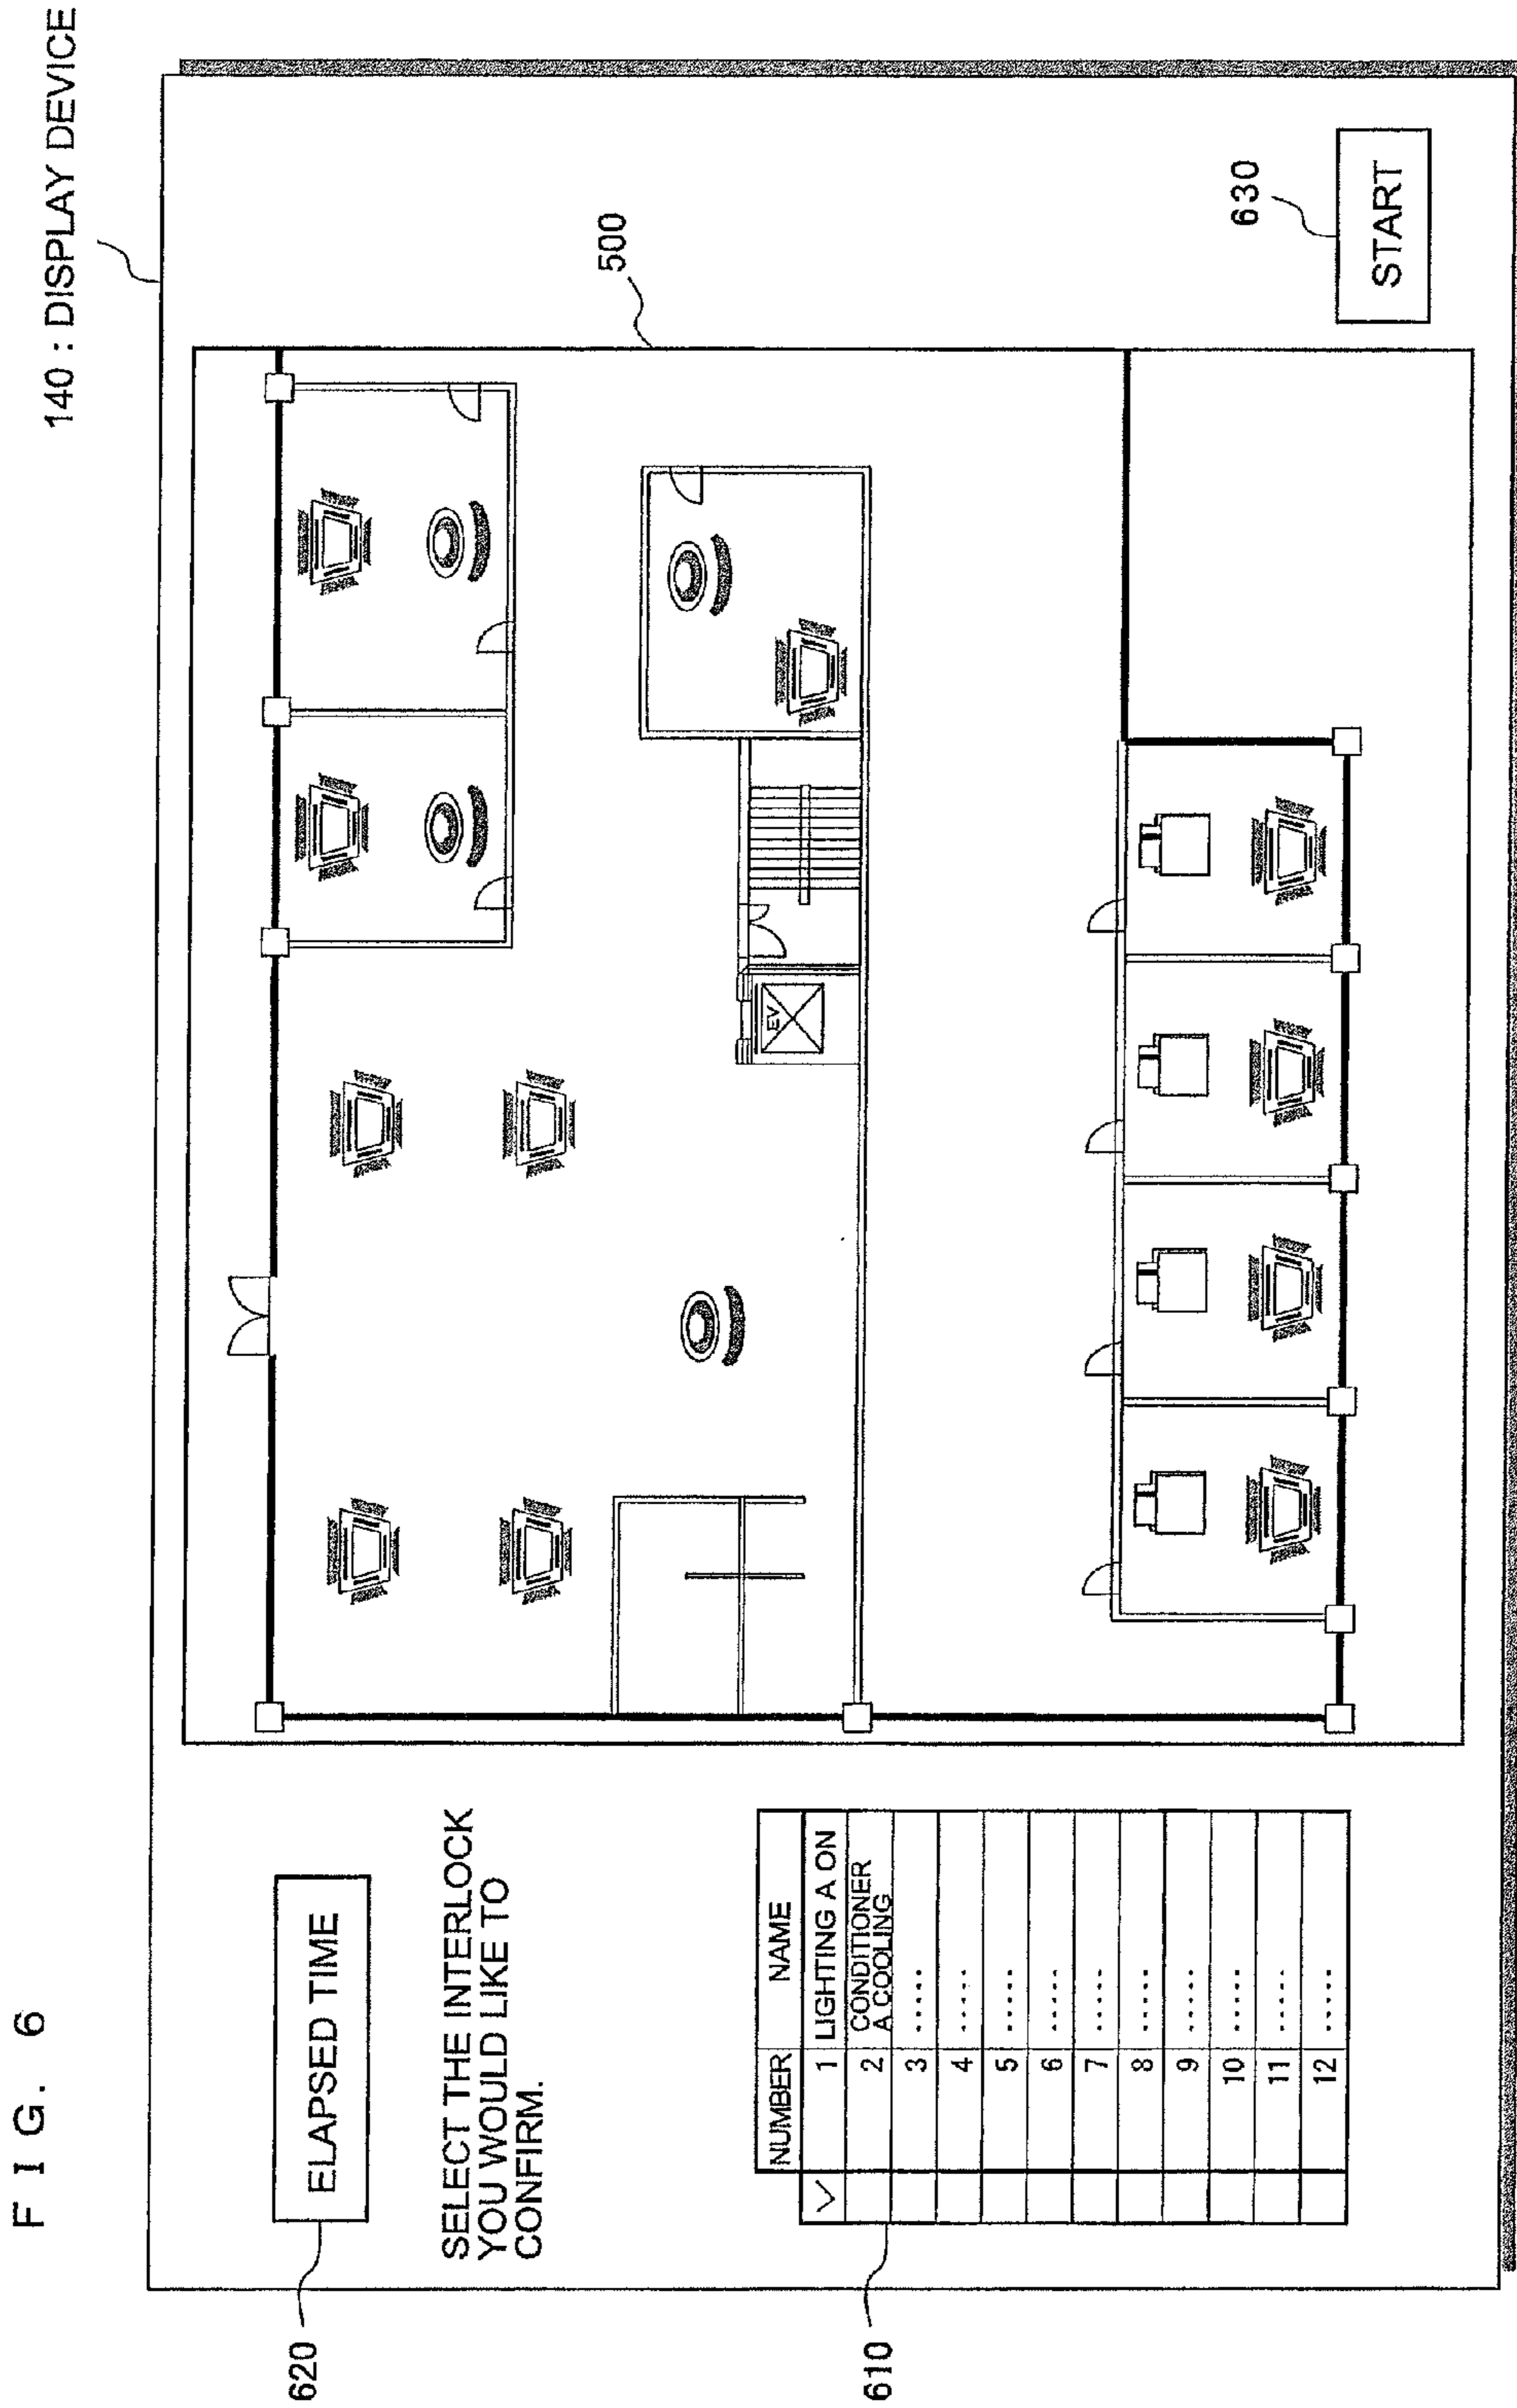 F I G. 6
140 : DISPLAY DEVICE
620
ELAPSED TIME
SELECT THE INTERLOCK
YOU WOULD LIKE TO
CONFIRM.
610
NUMBER NAME
✓ 1 LIGHTING A ON
2 CONDITIONER
A COOLING
3 .....
4 .....
5 .....
6 .....
7 .....
8 .....
9 .....
10 .....
11 .....
12 .....
500
EV
630
START